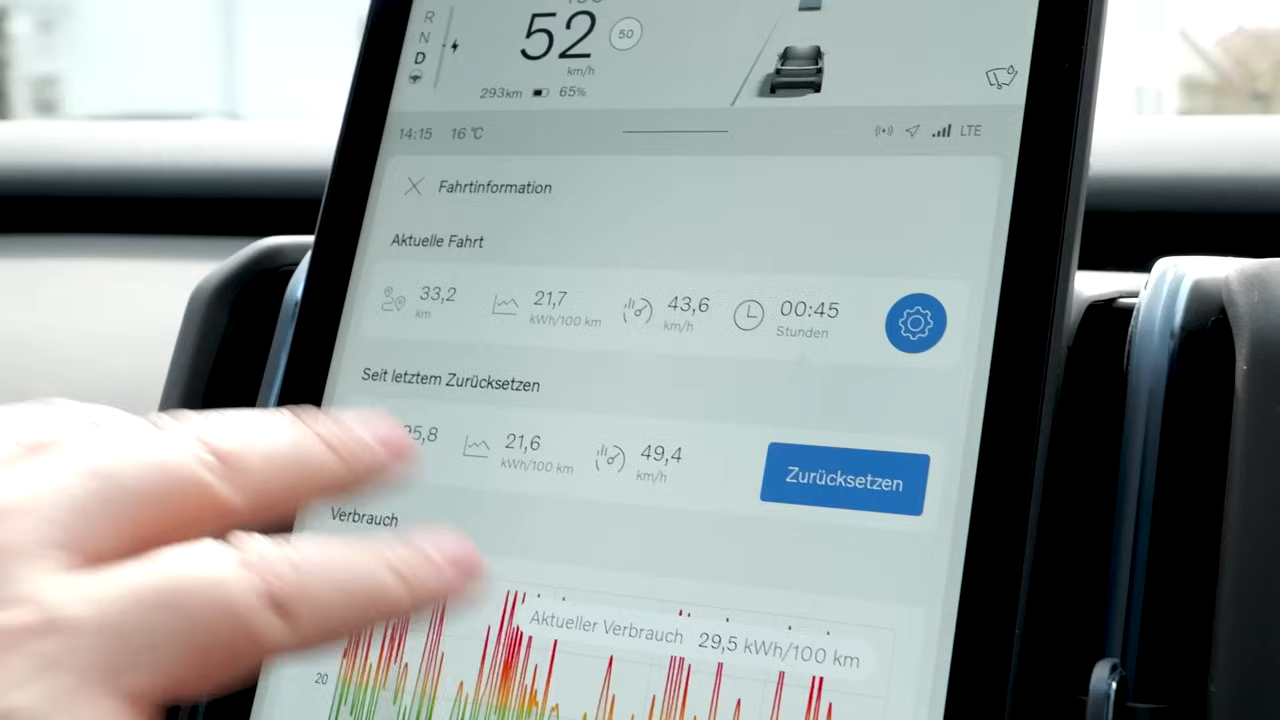 R
N
D
52
50
km/h
293km 65%
14:15 16 °C
LTE
Fahrtinformation
Aktuelle Fahrt
33,2 21,7 43,6 00:45
km kWh/100 km km/h Stunden
Seit letztem Zurücksetzen
5,8 21,6 49,4
kWh/100 km km/h
Zurücksetzen
Verbrauch
Aktueller Verbrauch 29,5 kWh/100 km
20